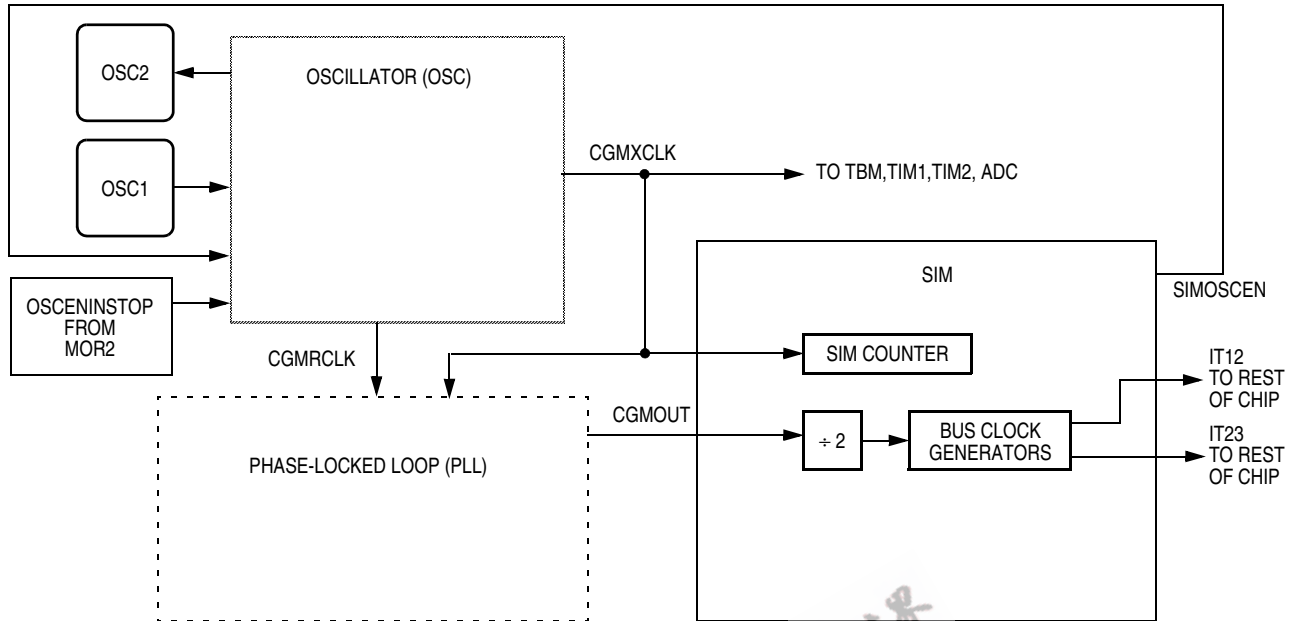 OSC2
OSCILLATOR (OSC)
OSC1
CGMXCLK
TO TBM,TIM1,TIM2, ADC
SIM
SIMOSCEN
OSCENINSTOP
FROM
MOR2
CGMRCLK
SIM COUNTER
IT12
TO REST
OF CHIP
CGMOUT
÷ 2
BUS CLOCK
GENERATORS
IT23
TO REST
OF CHIP
PHASE-LOCKED LOOP (PLL)